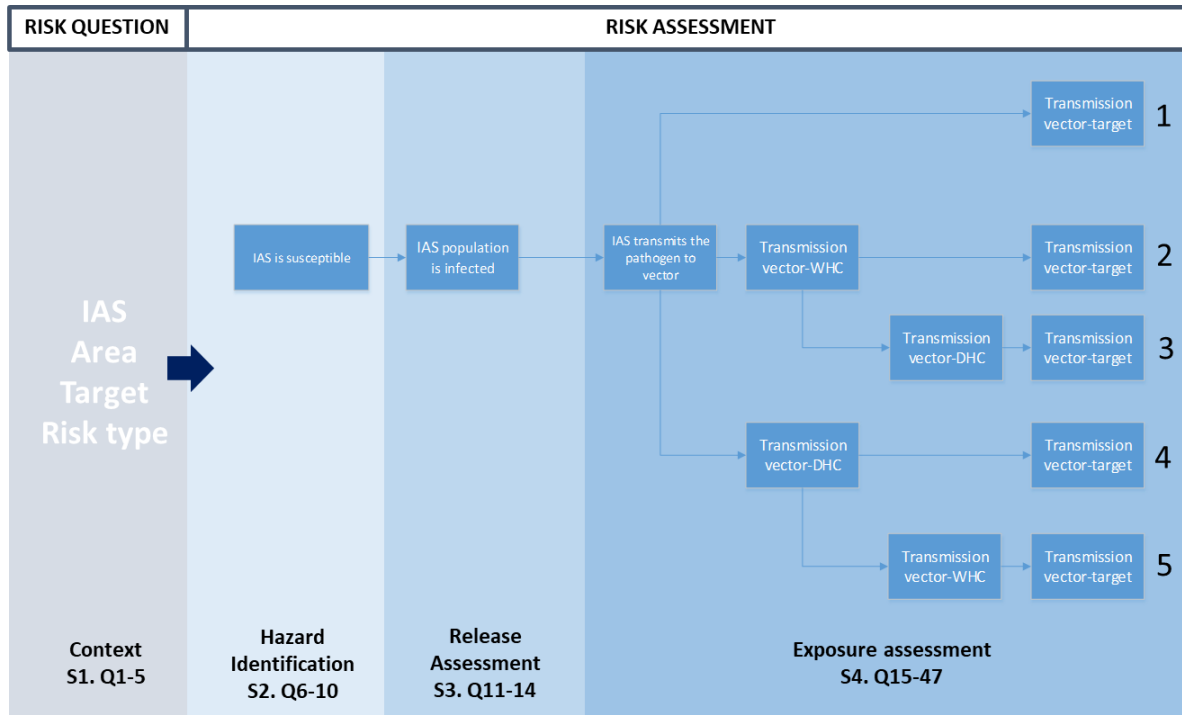 RISK QUESTION
RISK ASSESSMENT
IAS
Area
Target
Risk type
IAS is susceptible
IAS population
is infected
IAS transmits the
pathogen to
vector
Transmission
vector-target
1
Transmission
vector-WHC
Transmission
vector-target
2
Transmission
vector-DHC
Transmission
vector-target
3
Transmission
vector-DHC
Transmission
vector-target
4
Transmission
vector-WHC
Transmission
vector-target
5
Context
S1. Q1-5
Hazard
Identification
S2. Q6-10
Release
Assessment
S3. Q11-14
Exposure assessment
S4. Q15-47